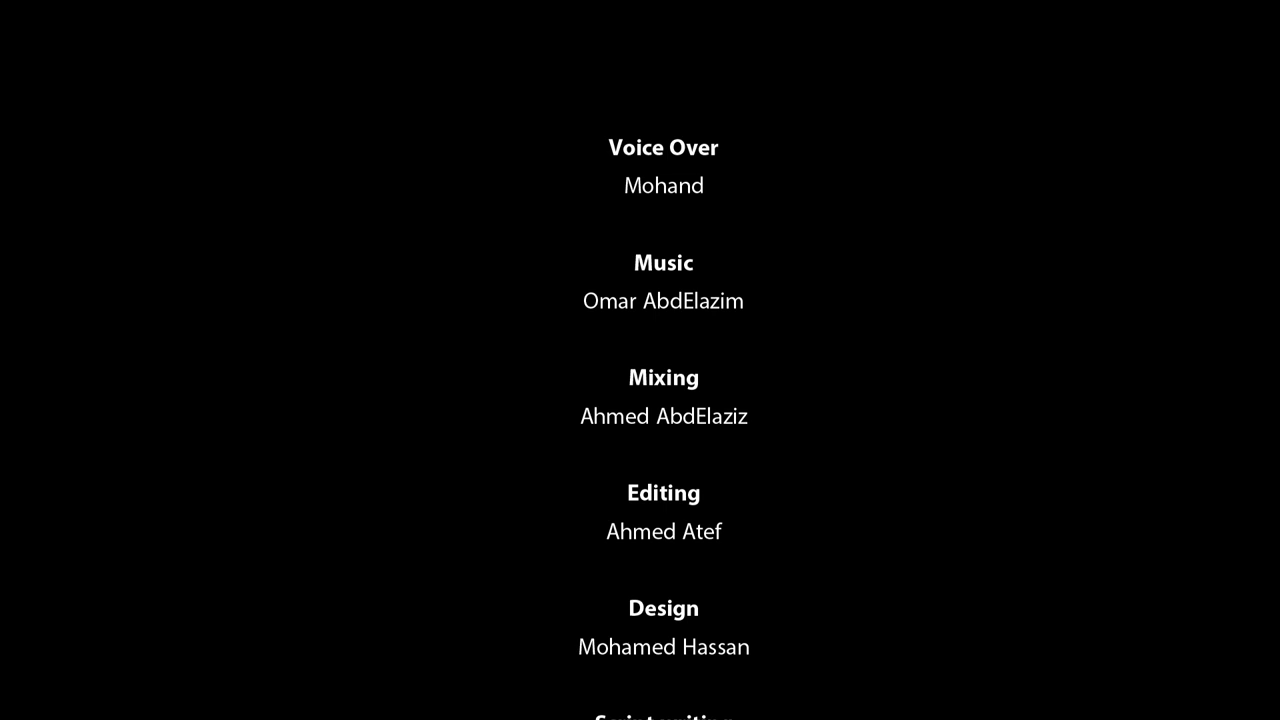 Voice Over
Mohand
Music
Omar AbdElazim
Mixing
Ahmed AbdElaziz
Editing
Ahmed Atef
Design
Mohamed Hassan